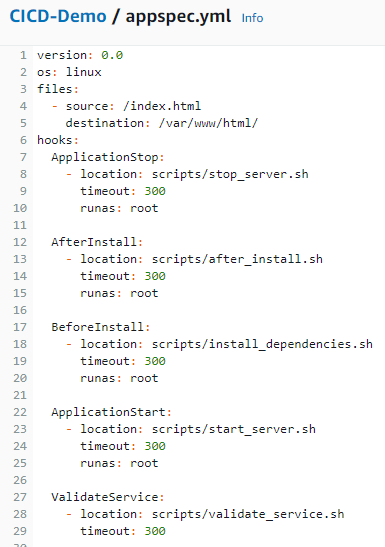 CICD-Demo / appspec.yml Info
1 version: 0.0
2 os: linux
3 files:
4   - source: /index.html
5     destination: /var/www/html/
6 hooks:
7   ApplicationStop:
8     - location: scripts/stop_server.sh
9       timeout: 300
10       runas: root
11
12   AfterInstall:
13     - location: scripts/after_install.sh
14       timeout: 300
15       runas: root
16
17   BeforeInstall:
18     - location: scripts/install_dependencies.sh
19       timeout: 300
20       runas: root
21
22   ApplicationStart:
23     - location: scripts/start_server.sh
24       timeout: 300
25       runas: root
26
27   ValidateService:
28     - location: scripts/validate_service.sh
29       timeout: 300